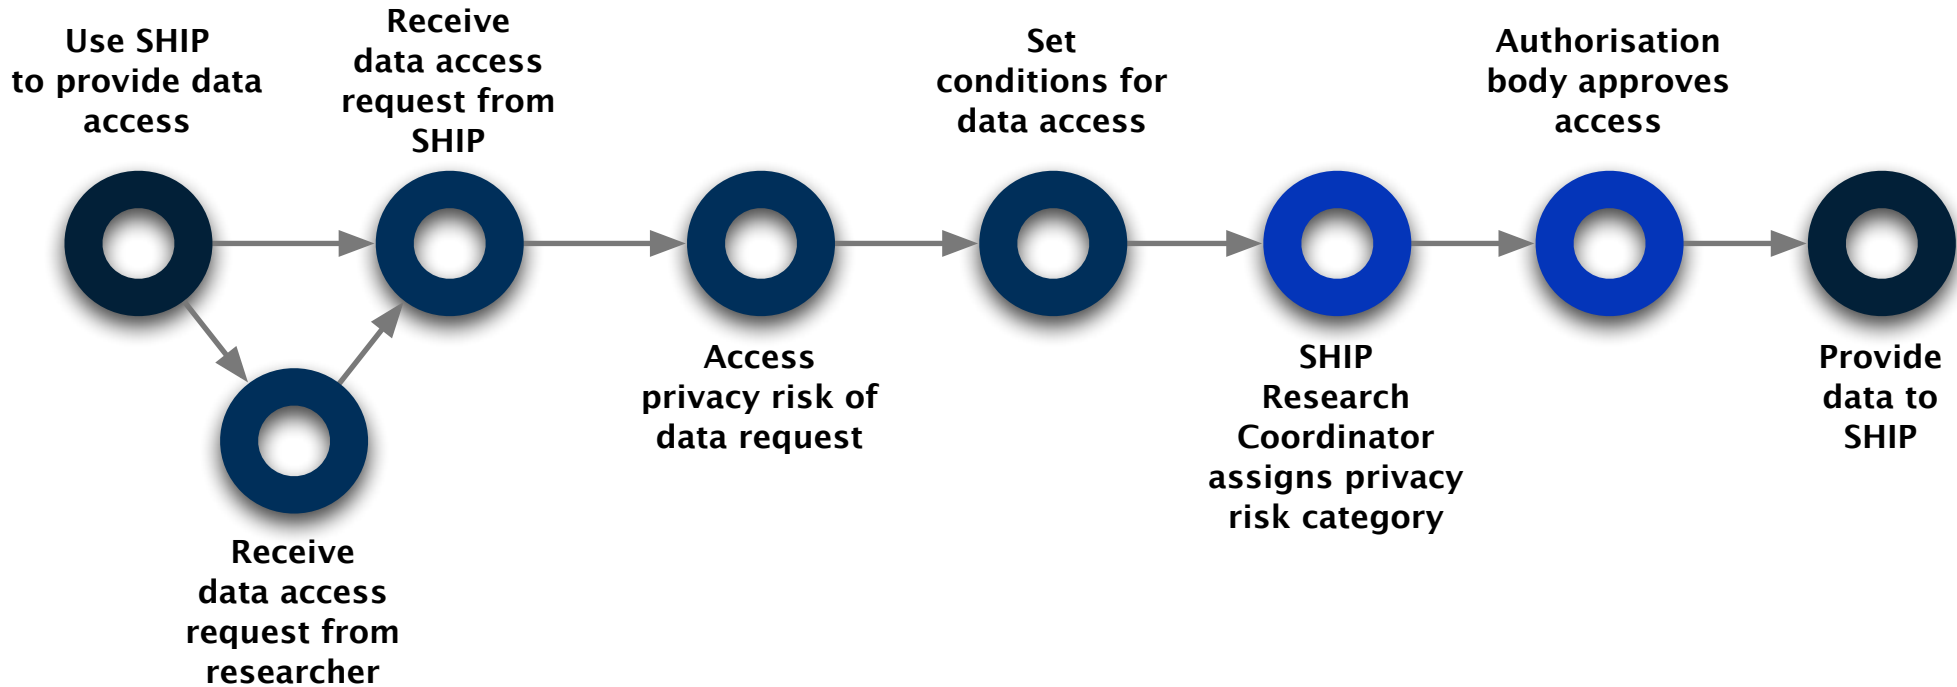 Use SHIP
to provide data
access
Receive
data access
request from
SHIP
Receive
data access
request from
researcher
Access
privacy risk of
data request
Set
conditions for
data access
SHIP
Research
Coordinator
assigns privacy
risk category
Authorisation
body approves
access
Provide
data to
SHIP